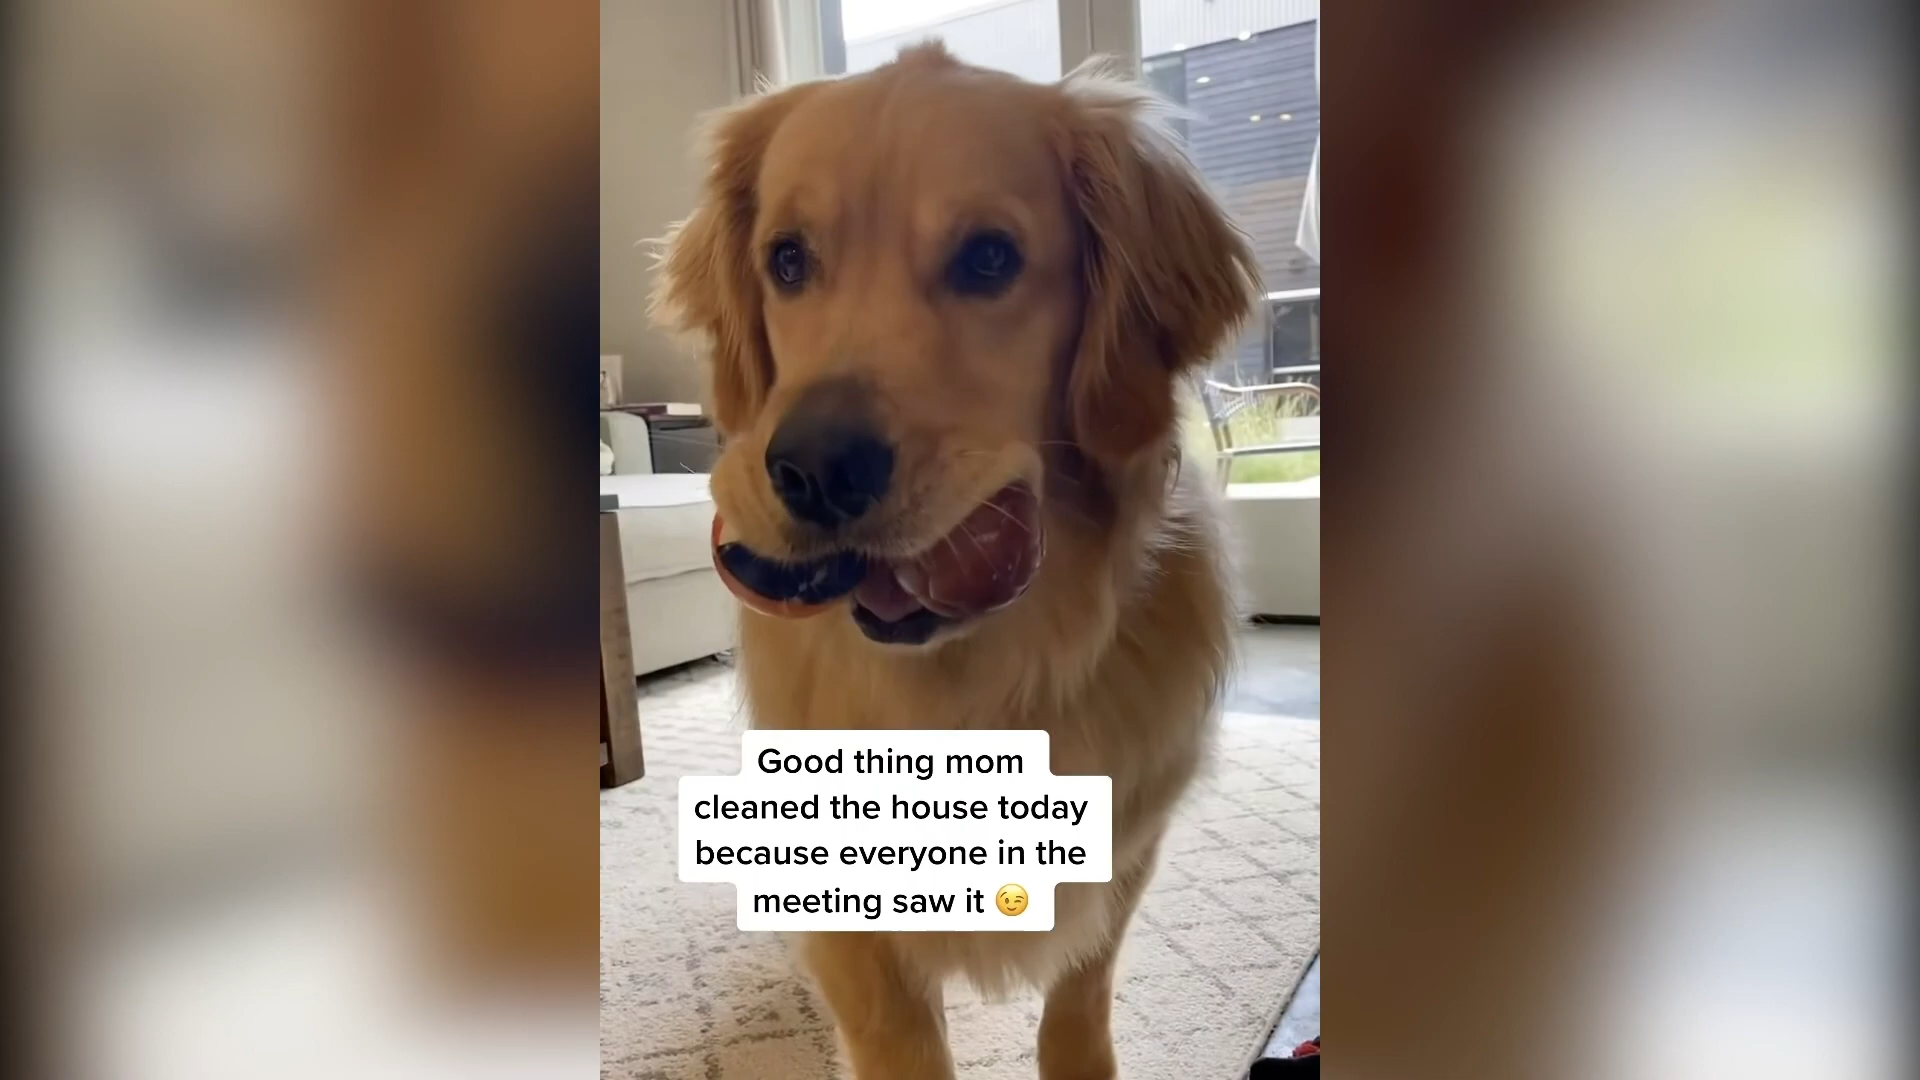 Good thing mom
cleaned the house today
because everyone in the
meeting saw it 😉